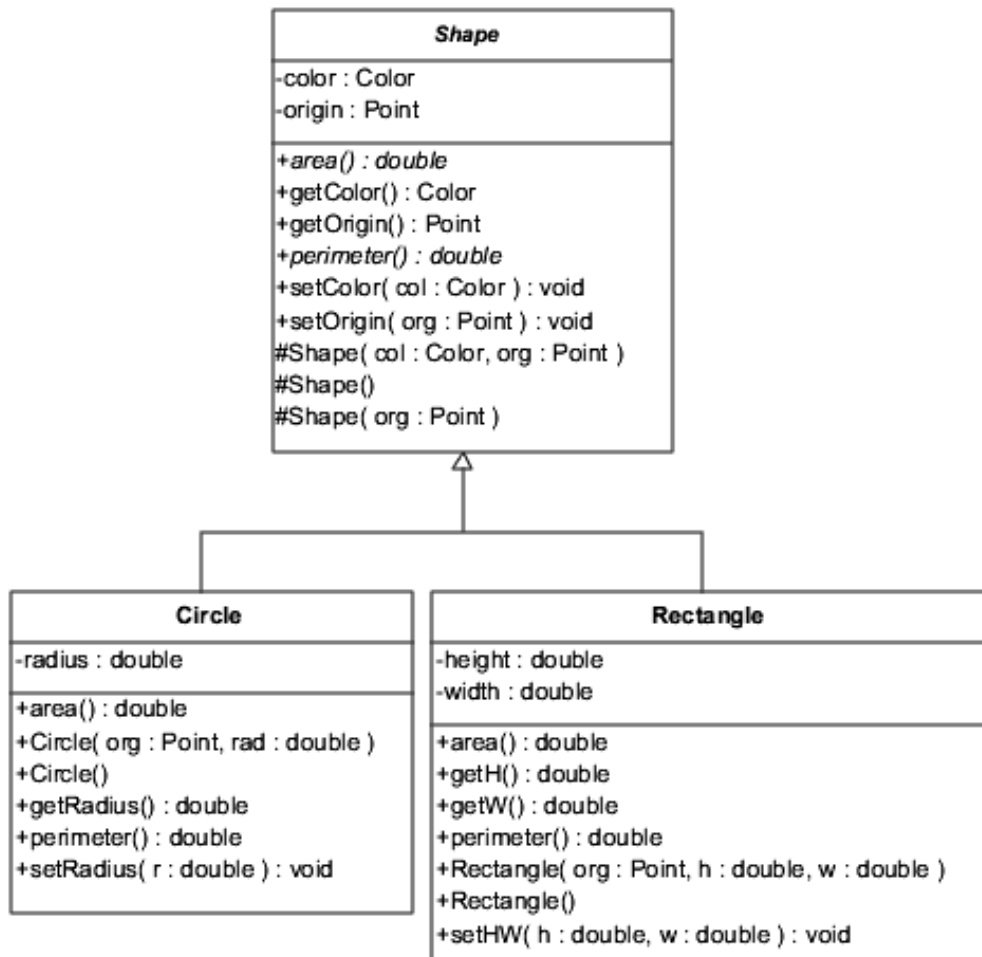 Shape
-color : Color
-origin : Point
+area() : double
+getColor() : Color
+getOrigin() : Point
+perimeter() : double
+setColor( col : Color ) : void
+setOrigin( org : Point ) : void
#Shape( col : Color, org : Point )
#Shape()
#Shape( org : Point )
Circle
-radius : double
+area() : double
+Circle( org : Point, rad : double )
+Circle()
+getRadius() : double
+perimeter() : double
+setRadius( r : double ) : void
Rectangle
-height : double
-width : double
+area() : double
+getH() : double
+getW() : double
+perimeter() : double
+Rectangle( org : Point, h : double, w : double )
+Rectangle()
+setHW( h : double, w : double ) : void